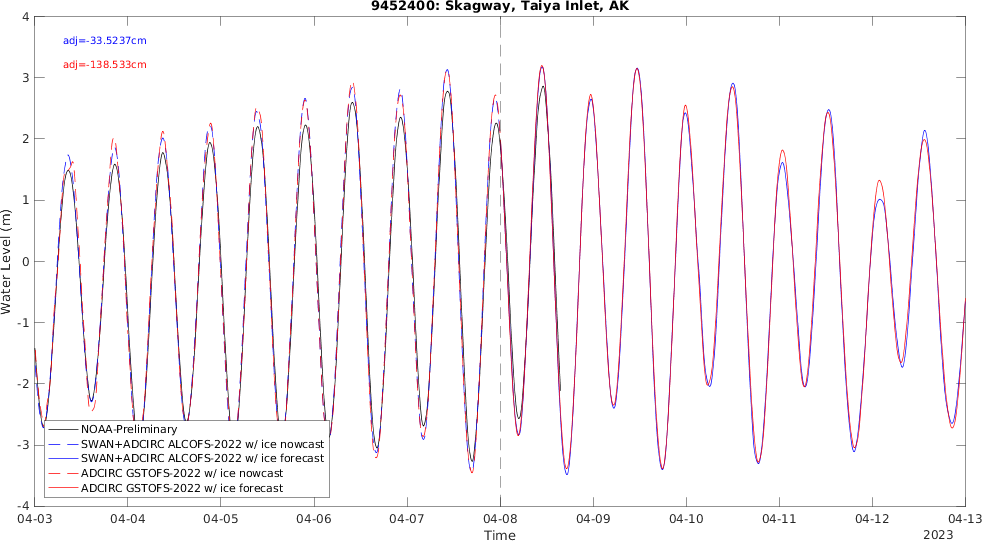 9452400: Skagway, Taiya Inlet, AK
adj=-33.5237cm
adj=-138.533cm
Water Level (m)
4
3
2
1
0
-1
-2
-3
-4
NOAA-Preliminary
SWAN+ADCIRC ALCOFS-2022 w/ ice nowcast
SWAN+ADCIRC ALCOFS-2022 w/ ice forecast
ADCIRC GSTOFS-2022 w/ ice nowcast
ADCIRC GSTOFS-2022 w/ ice forecast
04-03 04-04 04-05 04-06 04-07 04-08 04-09 04-10 04-11 04-12 04-13
Time
2023